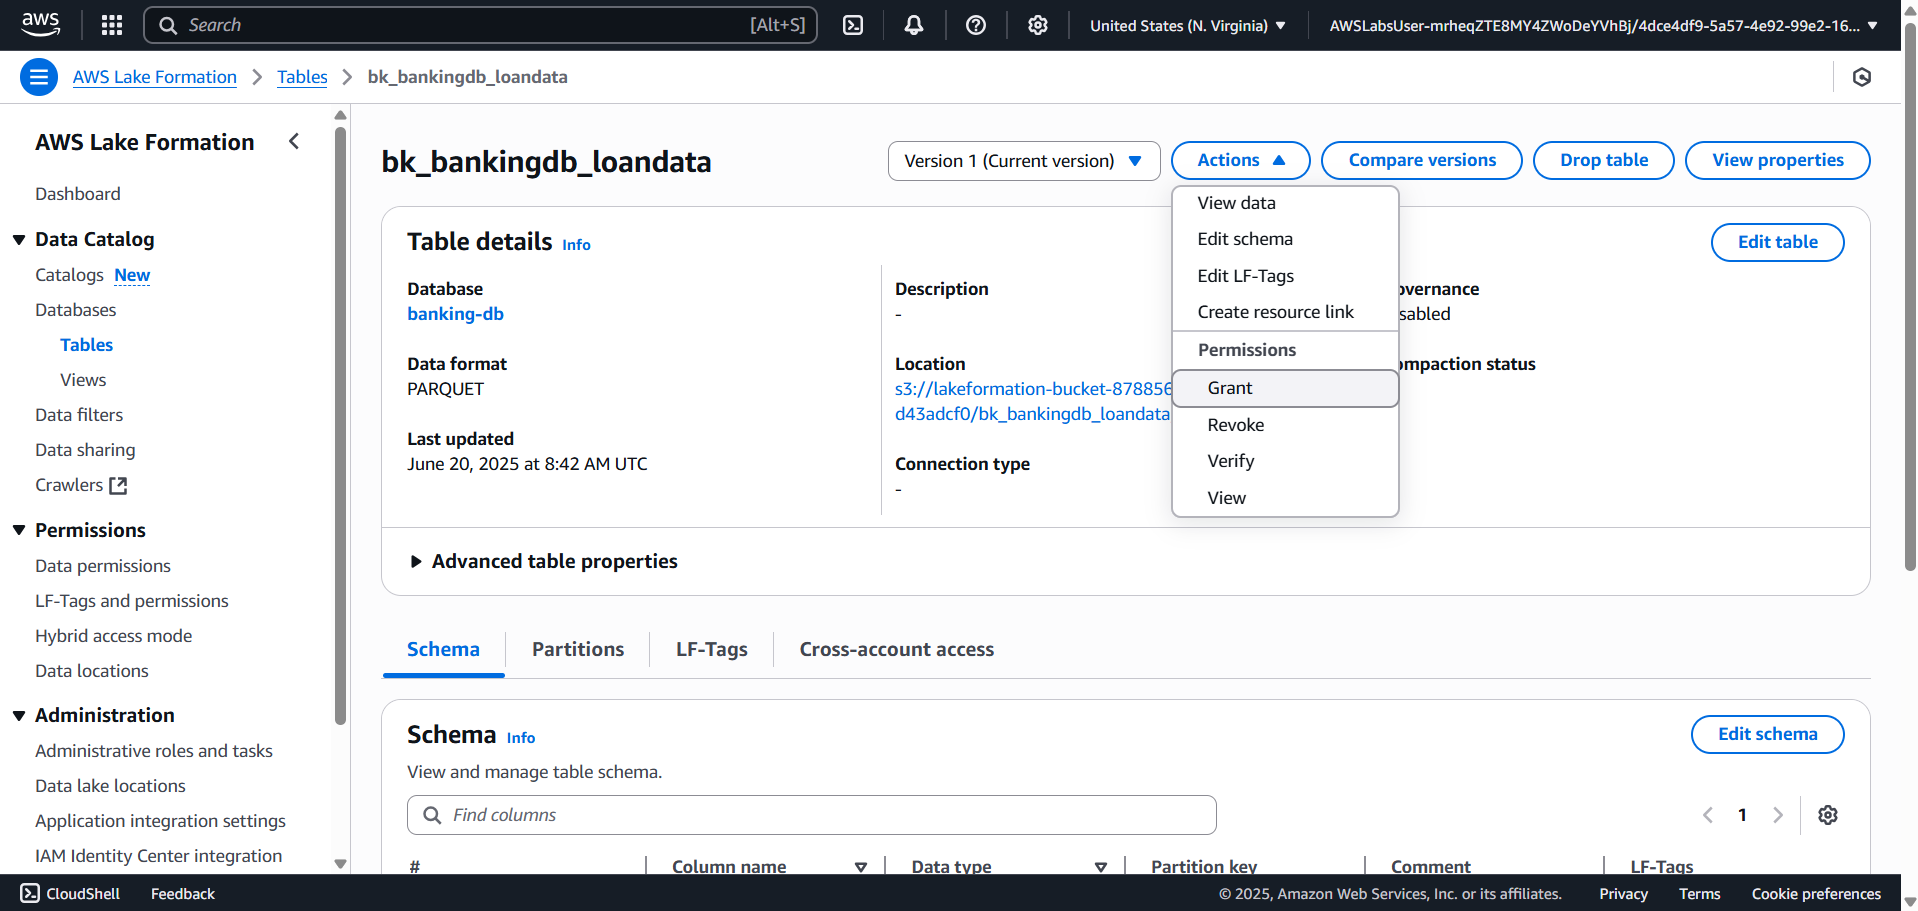 aws
Search [Alt+S]
United States (N. Virginia)
AWSLabsUser-mrheqZTE8MY4ZWoDeYVhBj/4dce4df9-5a57-4e92-99e2-16...
AWS Lake Formation
Tables
bk_bankingdb_loandata
AWS Lake Formation
Dashboard
Data Catalog
Catalogs New
Databases
Tables
Views
Data filters
Data sharing
Crawlers
Permissions
Data permissions
LF-Tags and permissions
Hybrid access mode
Data locations
Administration
Administrative roles and tasks
Data lake locations
Application integration settings
IAM Identity Center integration
bk_bankingdb_loandata
Version 1 (Current version)
Actions
Compare versions
Drop table
View properties
View data
Edit schema
Edit LF-Tags
Create resource link
Permissions
Grant
Revoke
Verify
View
Table details Info
Edit table
Database
banking-db
Data format
PARQUET
Last updated
June 20, 2025 at 8:42 AM UTC
Description
-
Location
s3://lakeformation-bucket-878856
d43adcf0/bk_bankingdb_loandata
Connection type
-
overnance
sabled
ompaction status
Advanced table properties
Schema
Partitions
LF-Tags
Cross-account access
Schema Info
Edit schema
View and manage table schema.
Find columns
1
# Column name Data type Partition key Comment LF-Tags
CloudShell
Feedback
© 2025, Amazon Web Services, Inc. or its affiliates.
Privacy
Terms
Cookie preferences